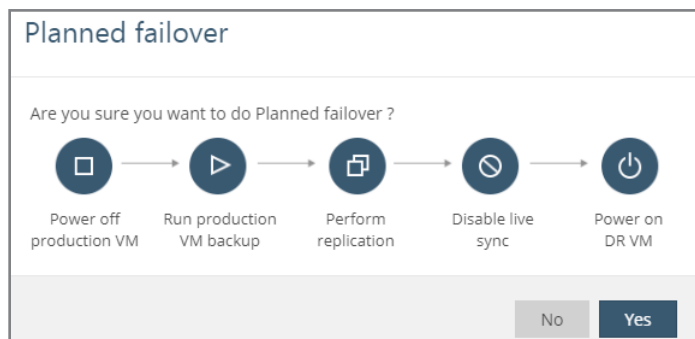 Planned failover
Are you sure you want to do Planned failover ?
Power off
production VM
Run production
VM backup
Perform
replication
Disable live
sync
Power on
DR VM
No
Yes